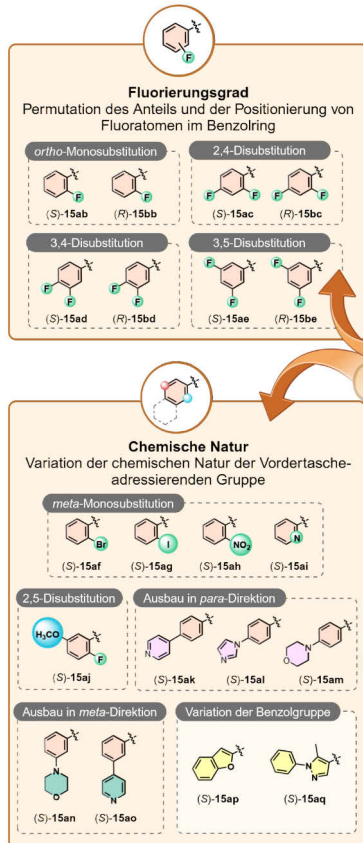 F
Fluorierungsgrad
Permutation des Anteils und der Positionierung von
Fluoratomen im Benzolring
ortho-Monosubstitution
2,4-Disubstitution
F
F
F
F
F
F
(S)-15ab
(R)-15bb
(S)-15ac
(R)-15bc
3,4-Disubstitution
3,5-Disubstitution
F
F
F
F
F
F
F
F
(S)-15ad
(R)-15bd
(S)-15ae
(R)-15be
Chemische Natur
Variation der chemischen Natur der Vordertasche-
adressierenden Gruppe
meta-Monosubstitution
Br
I
NO2
N
(S)-15af
(S)-15ag
(S)-15ah
(S)-15ai
2,5-Disubstitution
Ausbau in para-Direktion
H3CO
F
N
N
N
N
O
(S)-15aj
(S)-15ak
(S)-15al
(S)-15am
Ausbau in meta-Direktion
Variation der Benzolgruppe
N
O
N
O
N
N
(S)-15an
(S)-15ao
(S)-15ap
(S)-15aq